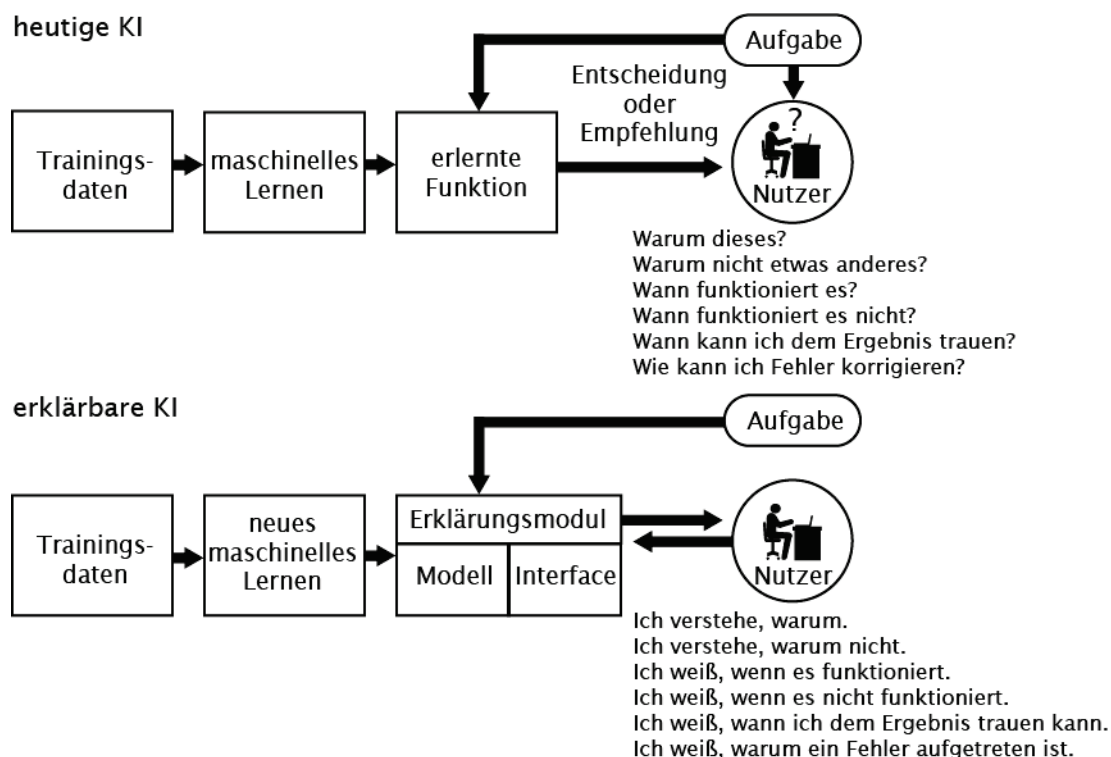 heutige KI
Aufgabe
Entscheidung
oder
Empfehlung
Trainings-
daten
maschinelles
Lernen
erlernte
Funktion
?
Nutzer
Warum dieses?
Warum nicht etwas anderes?
Wann funktioniert es?
Wann funktioniert es nicht?
Wann kann ich dem Ergebnis trauen?
Wie kann ich Fehler korrigieren?
erklärbare KI
Aufgabe
Trainings-
daten
neues
maschinelles
Lernen
Erklärungsmodul
Modell
Interface
Nutzer
Ich verstehe, warum.
Ich verstehe, warum nicht.
Ich weiß, wenn es funktioniert.
Ich weiß, wenn es nicht funktioniert.
Ich weiß, wann ich dem Ergebnis trauen kann.
Ich weiß, warum ein Fehler aufgetreten ist.